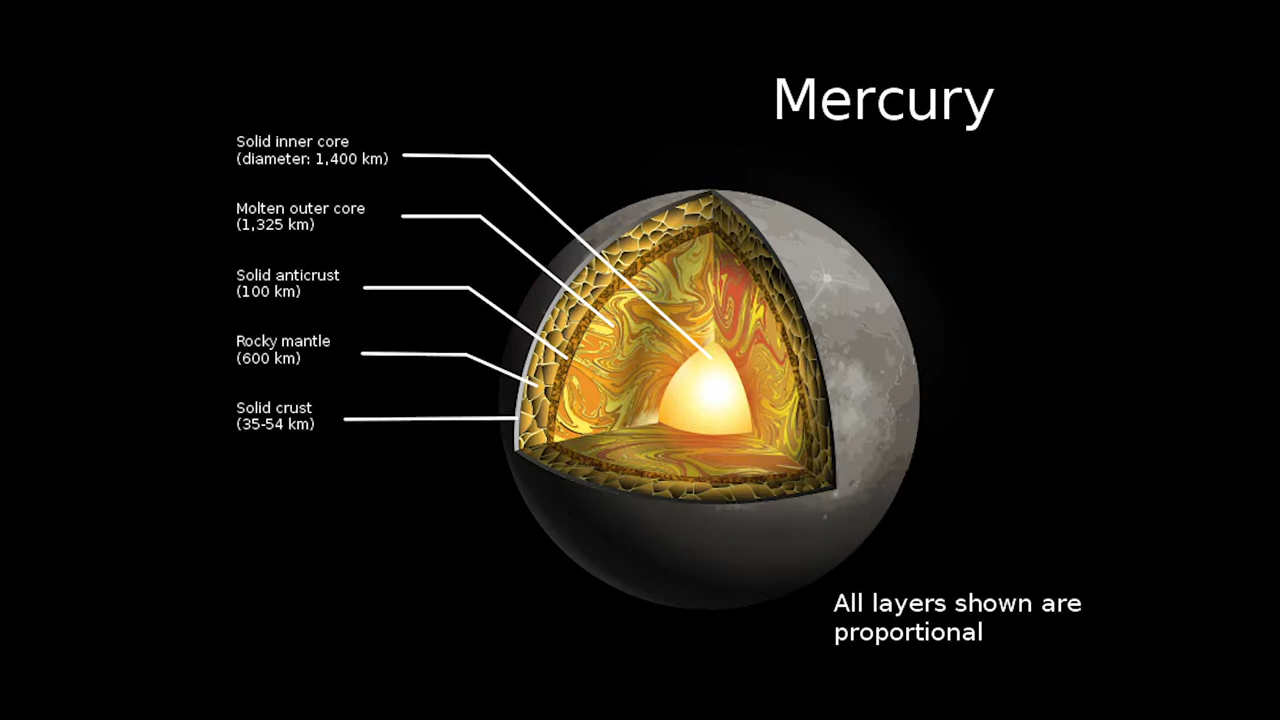 Mercury
Solid inner core
(diameter: 1,400 km)
Molten outer core
(1,325 km)
Solid anticrust
(100 km)
Rocky mantle
(600 km)
Solid crust
(35-54 km)
All layers shown are
proportional